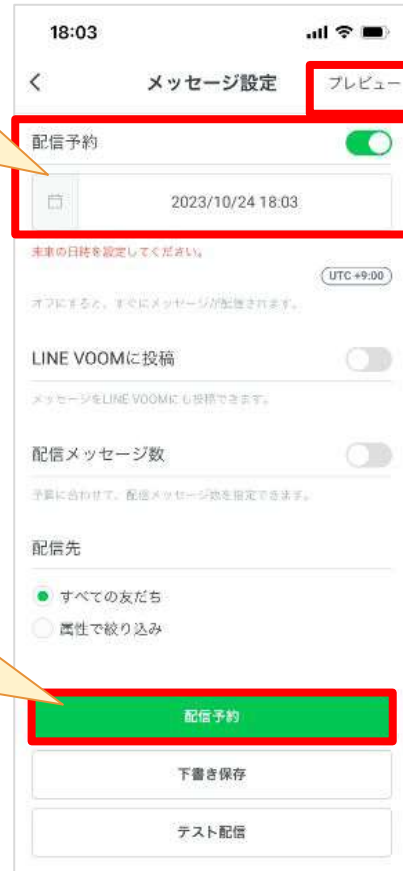 18:03
メッセージ設定
プレビュー
配信予約
2023/10/24 18:03
未来の日時を設定してください。
UTC +9:00
オフにすると、すぐにメッセージが配信されます。
LINE VOOMに投稿
メッセージをLINE VOOMにも投稿できます。
配信メッセージ数
予算に合わせて、配信メッセージ数を指定できます。
配信先
すべての友だち
属性で絞り込み
配信予約
下書き保存
テスト配信